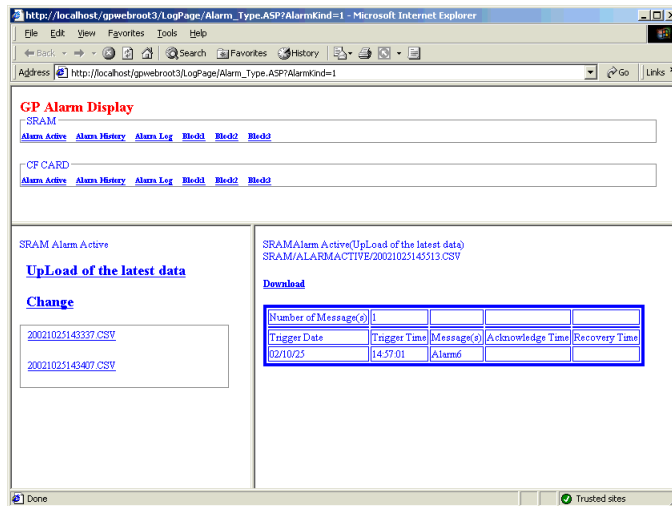 http://localhost/gpwebroot3/LogPage/Alarm_Type.ASP?AlarmKind=1 - Microsoft Internet Explorer
File Edit View Favorites Tools Help
Back Search Favorites History
Address http://localhost/gpwebroot3/LogPage/Alarm_Type.ASP?AlarmKind=1 Go Links
GP Alarm Display
SRAM
Alarm Active Alarm History Alarm Log Block1 Block2 Block3
CF CARD
Alarm Active Alarm History Alarm Log Block1 Block2 Block3
SRAM Alarm Active
UpLoad of the latest data
Change
20021025143337.CSV
20021025143407.CSV
SRAMAlarm Active(UpLoad of the latest data)
SRAM/ALARMACTIVE/20021025145513.CSV
Download
Number of Message(s) 1
Trigger Date Trigger Time Message(s) Acknowledge Time Recovery Time
02/10/25 14:57:01 Alarm6
Done Trusted sites